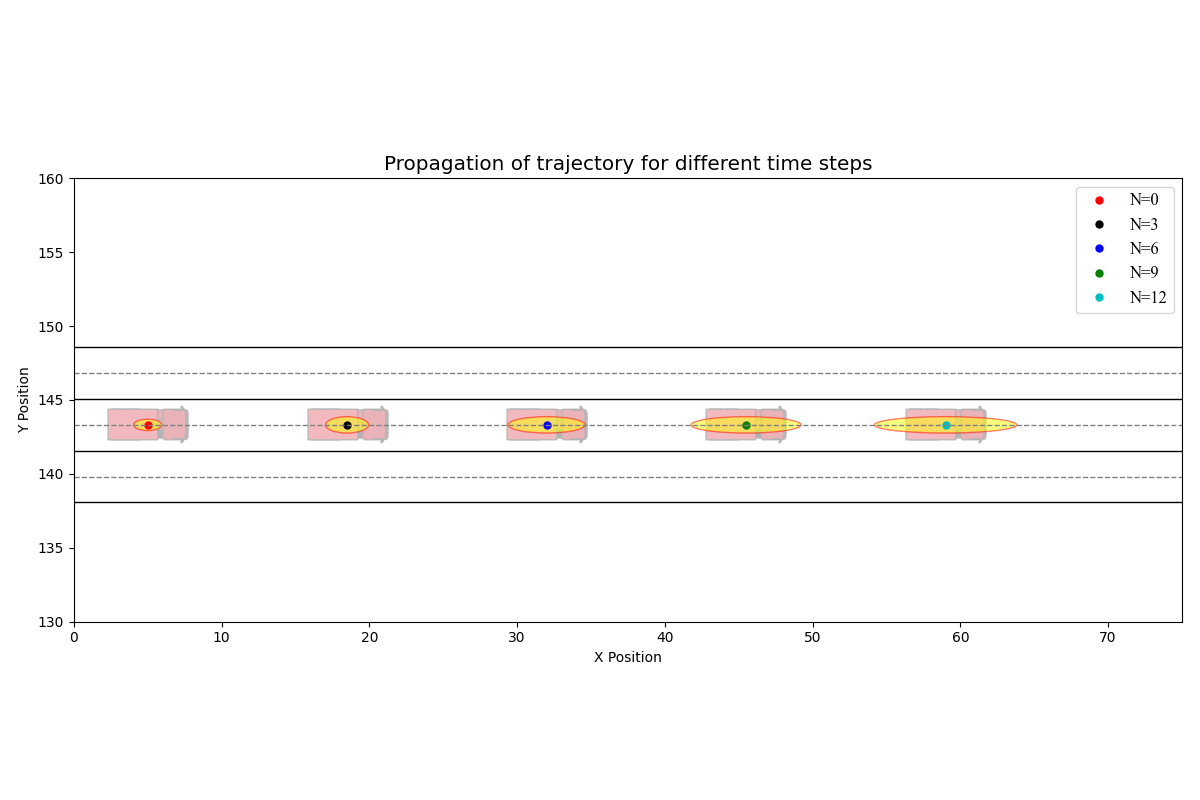 Propagation of trajectory for different time steps
160
155
150
145
140
135
130
Y Position
0 10 20 30 40 50 60 70
X Position
N=0
N=3
N=6
N=9
N=12